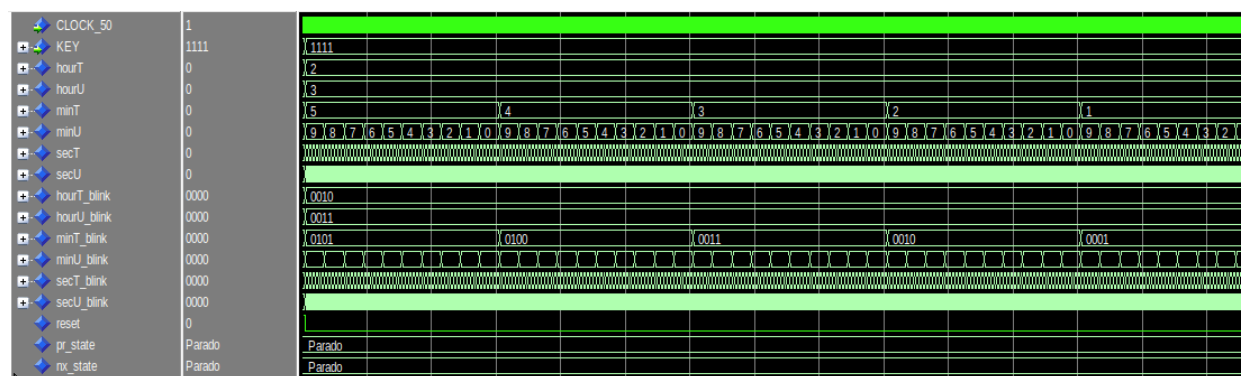 CLOCK_50 1
KEY 1111 1111
hourT 0 2
hourU 0 3
minT 0 5 4 3 2 1
minU 0 9 8 7 6 5 4 3 2 1 0 9 8 7 6 5 4 3 2 1 0 9 8 7 6 5 4 3 2 1 0 9 8 7 6 5 4 3 2 1 0 9 8 7 6 5 4 3 2
secT 0
secU 0
hourT_blink 0000 0010
hourU_blink 0000 0011
minT_blink 0000 0101 0100 0011 0010 0001
minU_blink 0000
secT_blink 0000
secU_blink 0000
reset 0
pr_state Parado Parado
nx_state Parado Parado